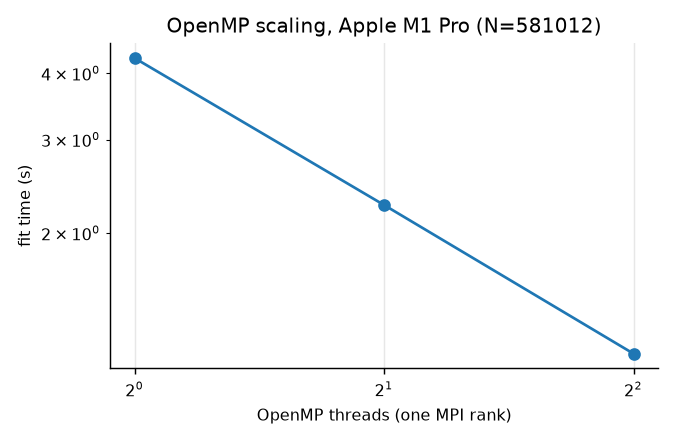 OpenMP scaling, Apple M1 Pro (N=581012)
4 × 10⁰
3 × 10⁰
2 × 10⁰
fit time (s)
2⁰ 2¹ 2²
OpenMP threads (one MPI rank)